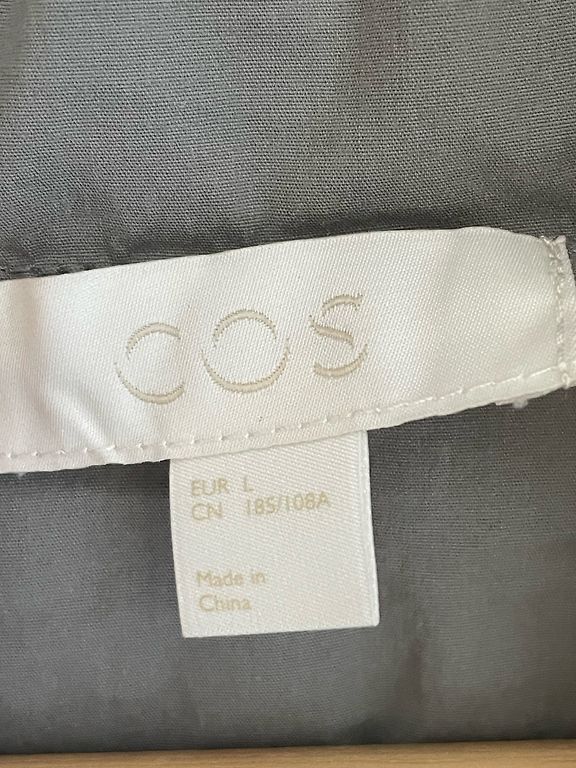 COS
EUR L
CN 185/108A
Made in
China